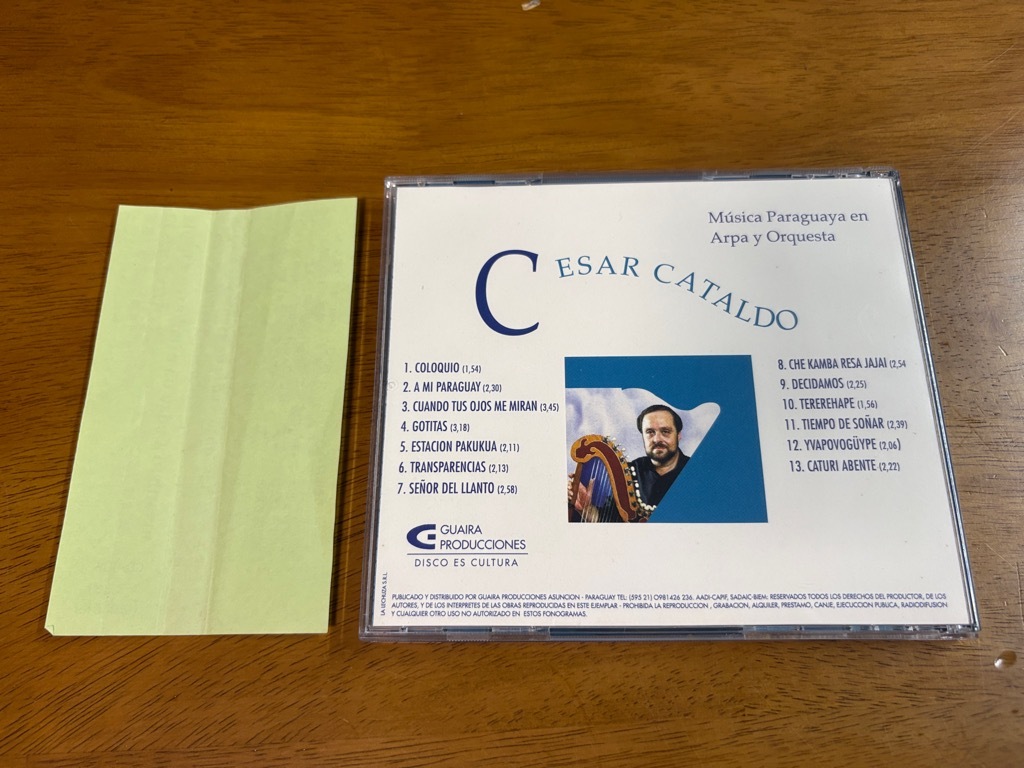 Música Paraguaya en
Arpa y Orquesta
CESAR CATALDO
1. COLOQUIO (1,54)
2. A MI PARAGUAY (2,30)
3. CUANDO TUS OJOS ME MIRAN (3,45)
4. GOTITAS (3,18)
5. ESTACION PAKUKUA (2,11)
6. TRANSPARENCIAS (2,13)
7. SEÑOR DEL LLANTO (2,58)
8. CHE KAMBA RESA JAJAI (2,54
9. DECIDAMOS (2,25)
10. TEREREHAPE (1,56)
11. TIEMPO DE SOÑAR (2,39)
12. YVAPOVOGÜYPE (2,06)
13. CATURI ABENTE (2,22)
GUAIRA
PRODUCCIONES
DISCO ES CULTURA
LA LECHUZA S.R.L.
PUBLICADO Y DISTRIBUIDO POR GUAIRA PRODUCCIONES ASUNCION - PARAGUAY TEL: (595 21) 0981426 236. AADI-CAPIF, SADAIC-BIEM: RESERVADOS TODOS LOS DERECHOS DEL PRODUCTOR, DE LOS
AUTORES, Y DE LOS INTERPRETES DE LAS OBRAS REPRODUCIDAS EN ESTE EJEMPLAR - PROHIBIDA LA REPRODUCCION , GRABACION, ALQUILER, PRESTAMO, CANJE, EJECUCCION PUBLICA, RADIODIFUSION
Y CUALQUIER OTRO USO NO AUTORIZADO EN ESTOS FONOGRAMAS.